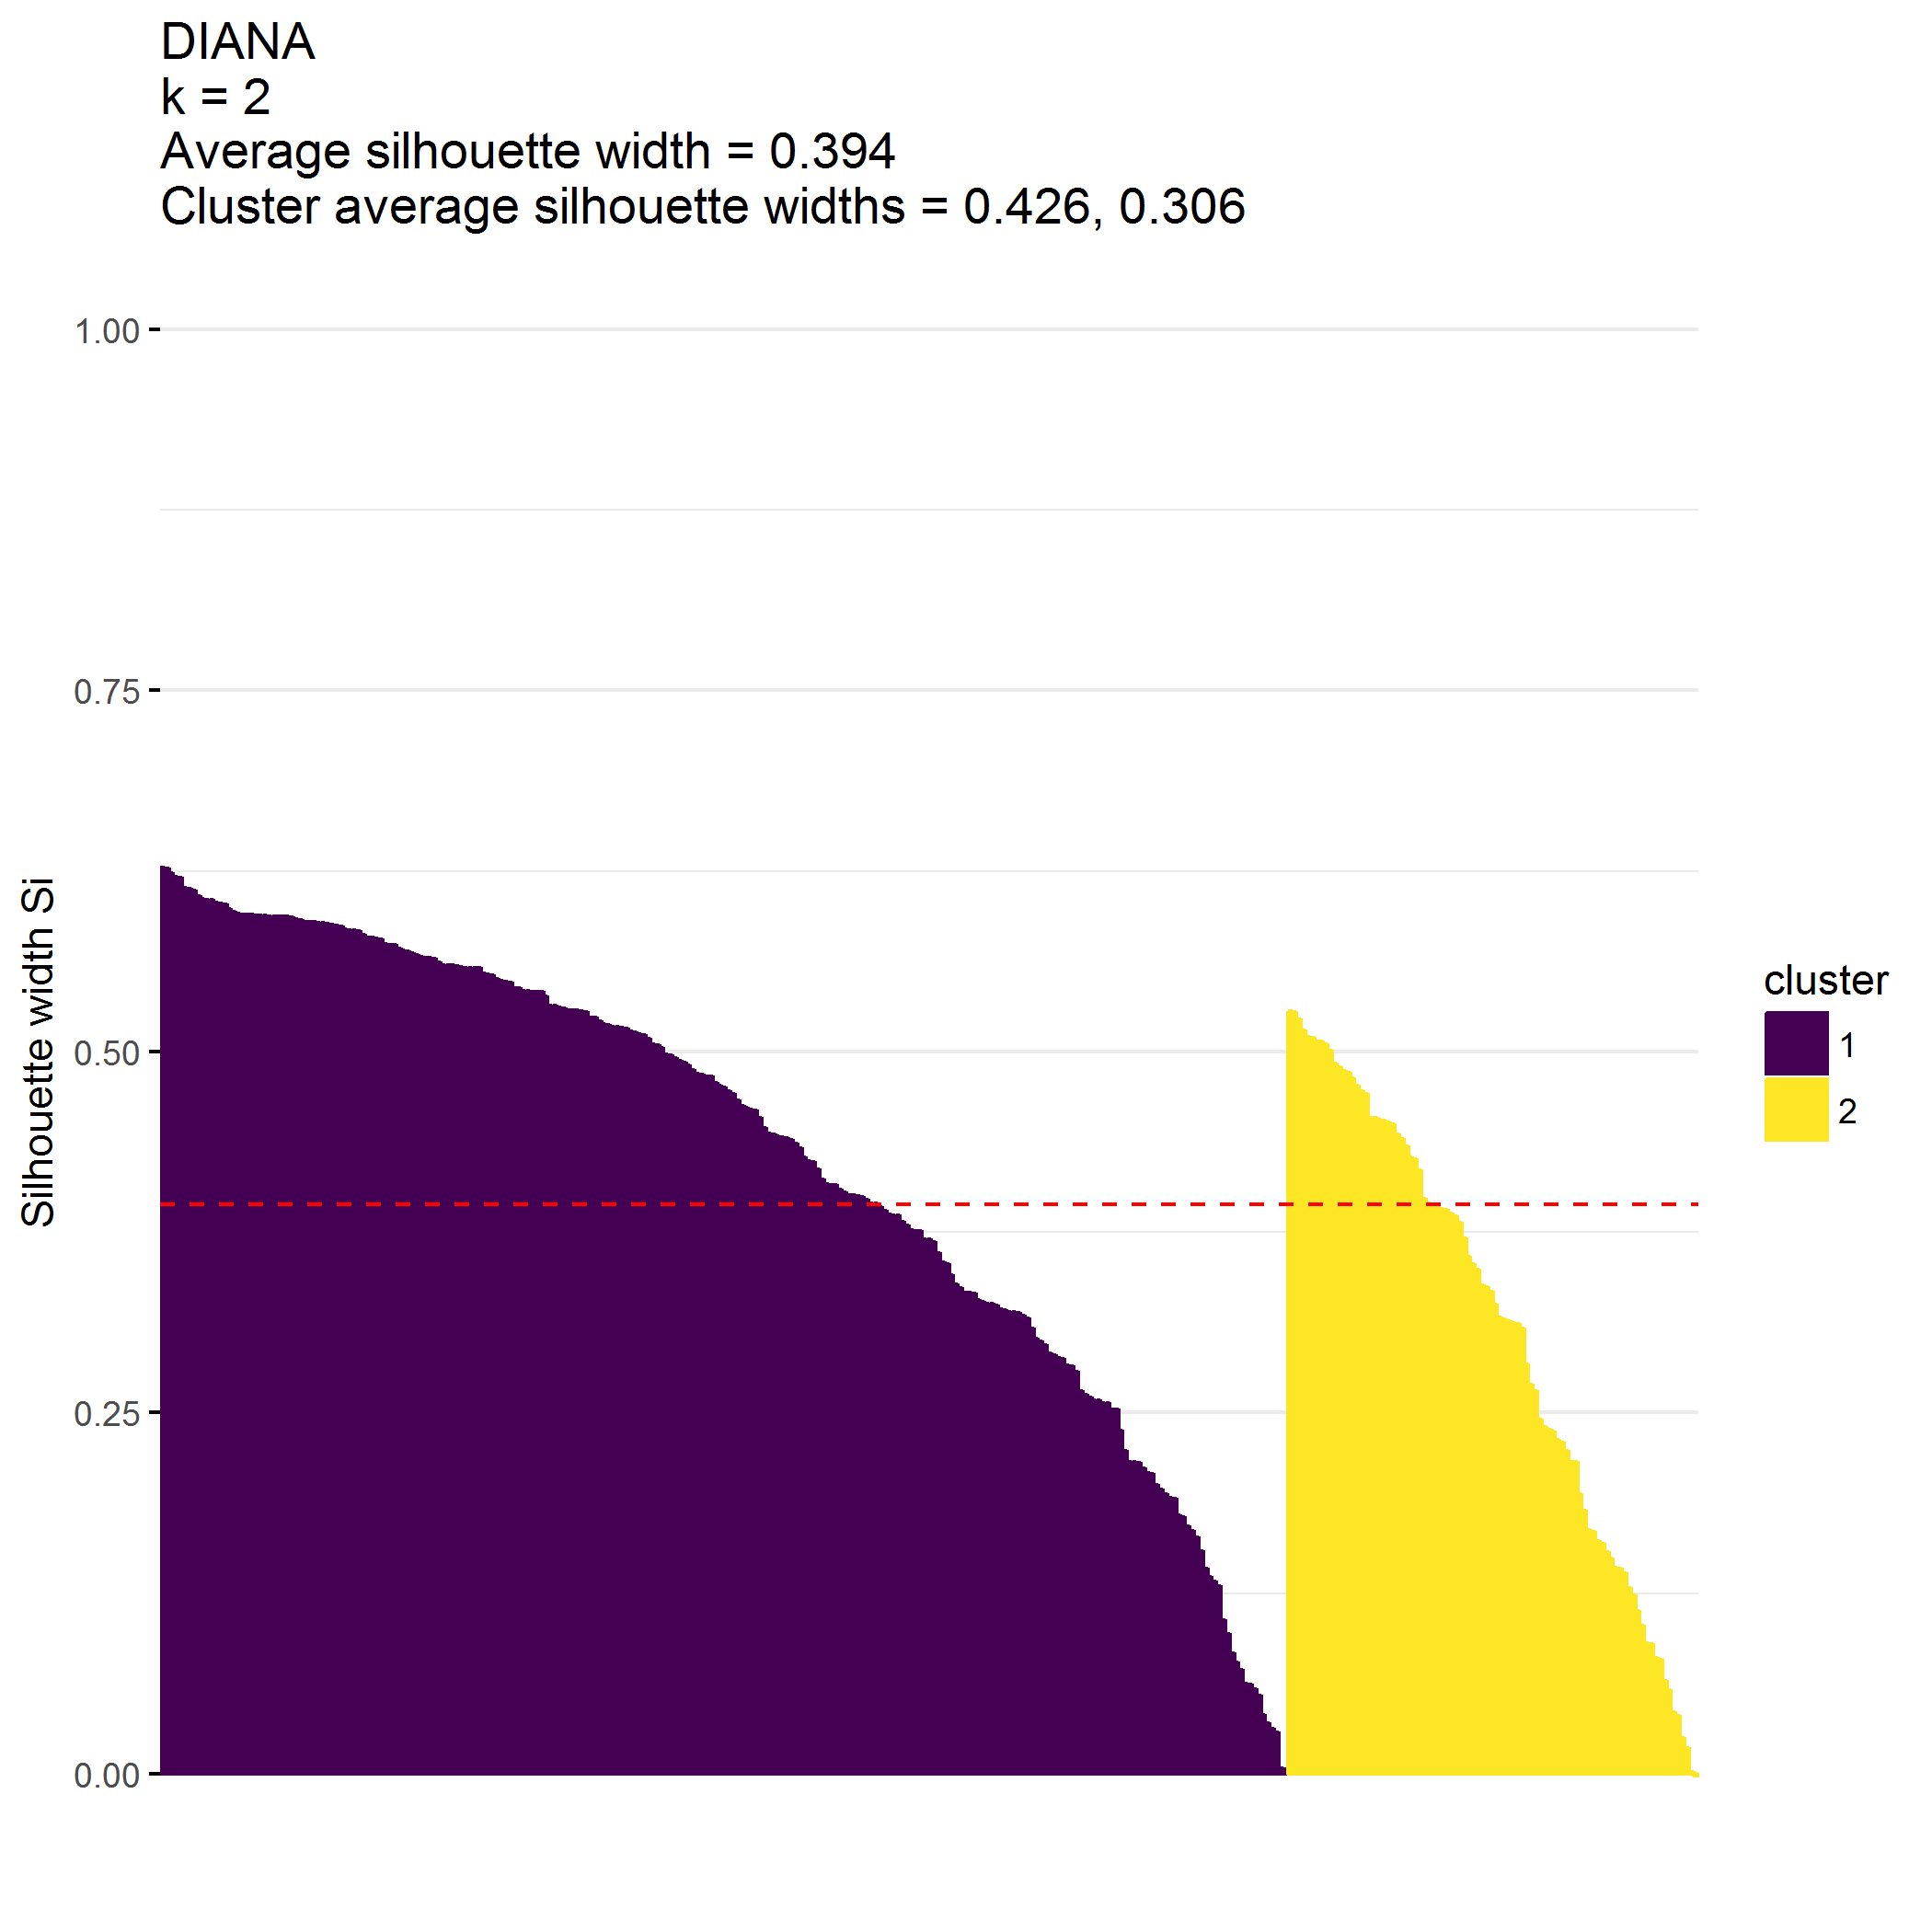 DIANA
k = 2
Average silhouette width = 0.394
Cluster average silhouette widths = 0.426, 0.306
1.00
0.75
0.50
0.25
0.00
Silhouette width Si
cluster
1
2